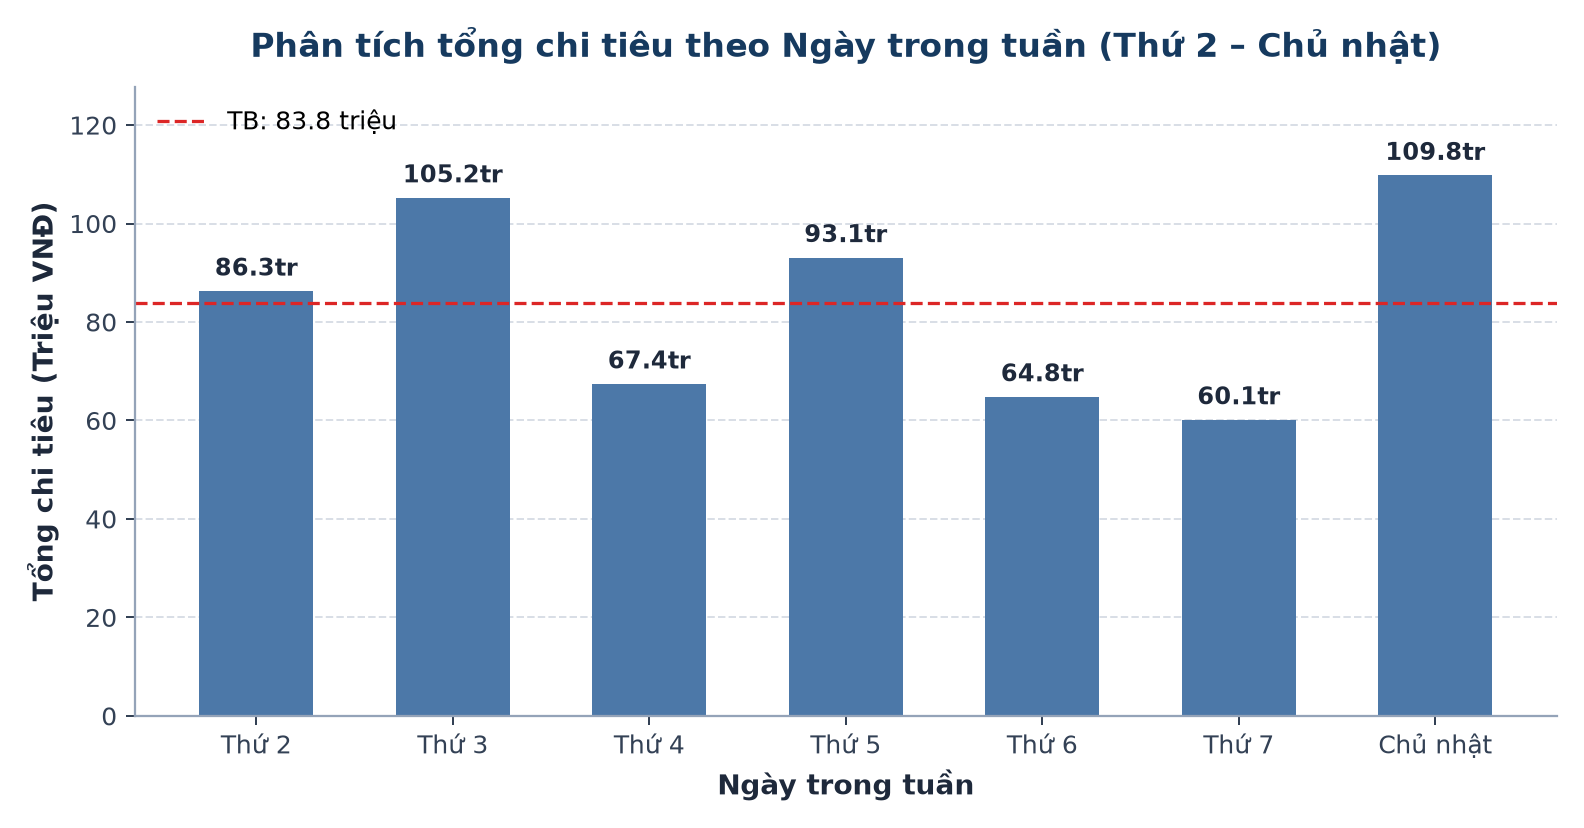 Phân tích tổng chi tiêu theo Ngày trong tuần (Thứ 2 – Chủ nhật)
TB: 83.8 triệu
Tổng chi tiêu (Triệu VNĐ)
120
100
80
60
40
20
0
86.3tr
105.2tr
67.4tr
93.1tr
64.8tr
60.1tr
109.8tr
Thứ 2
Thứ 3
Thứ 4
Thứ 5
Thứ 6
Thứ 7
Chủ nhật
Ngày trong tuần